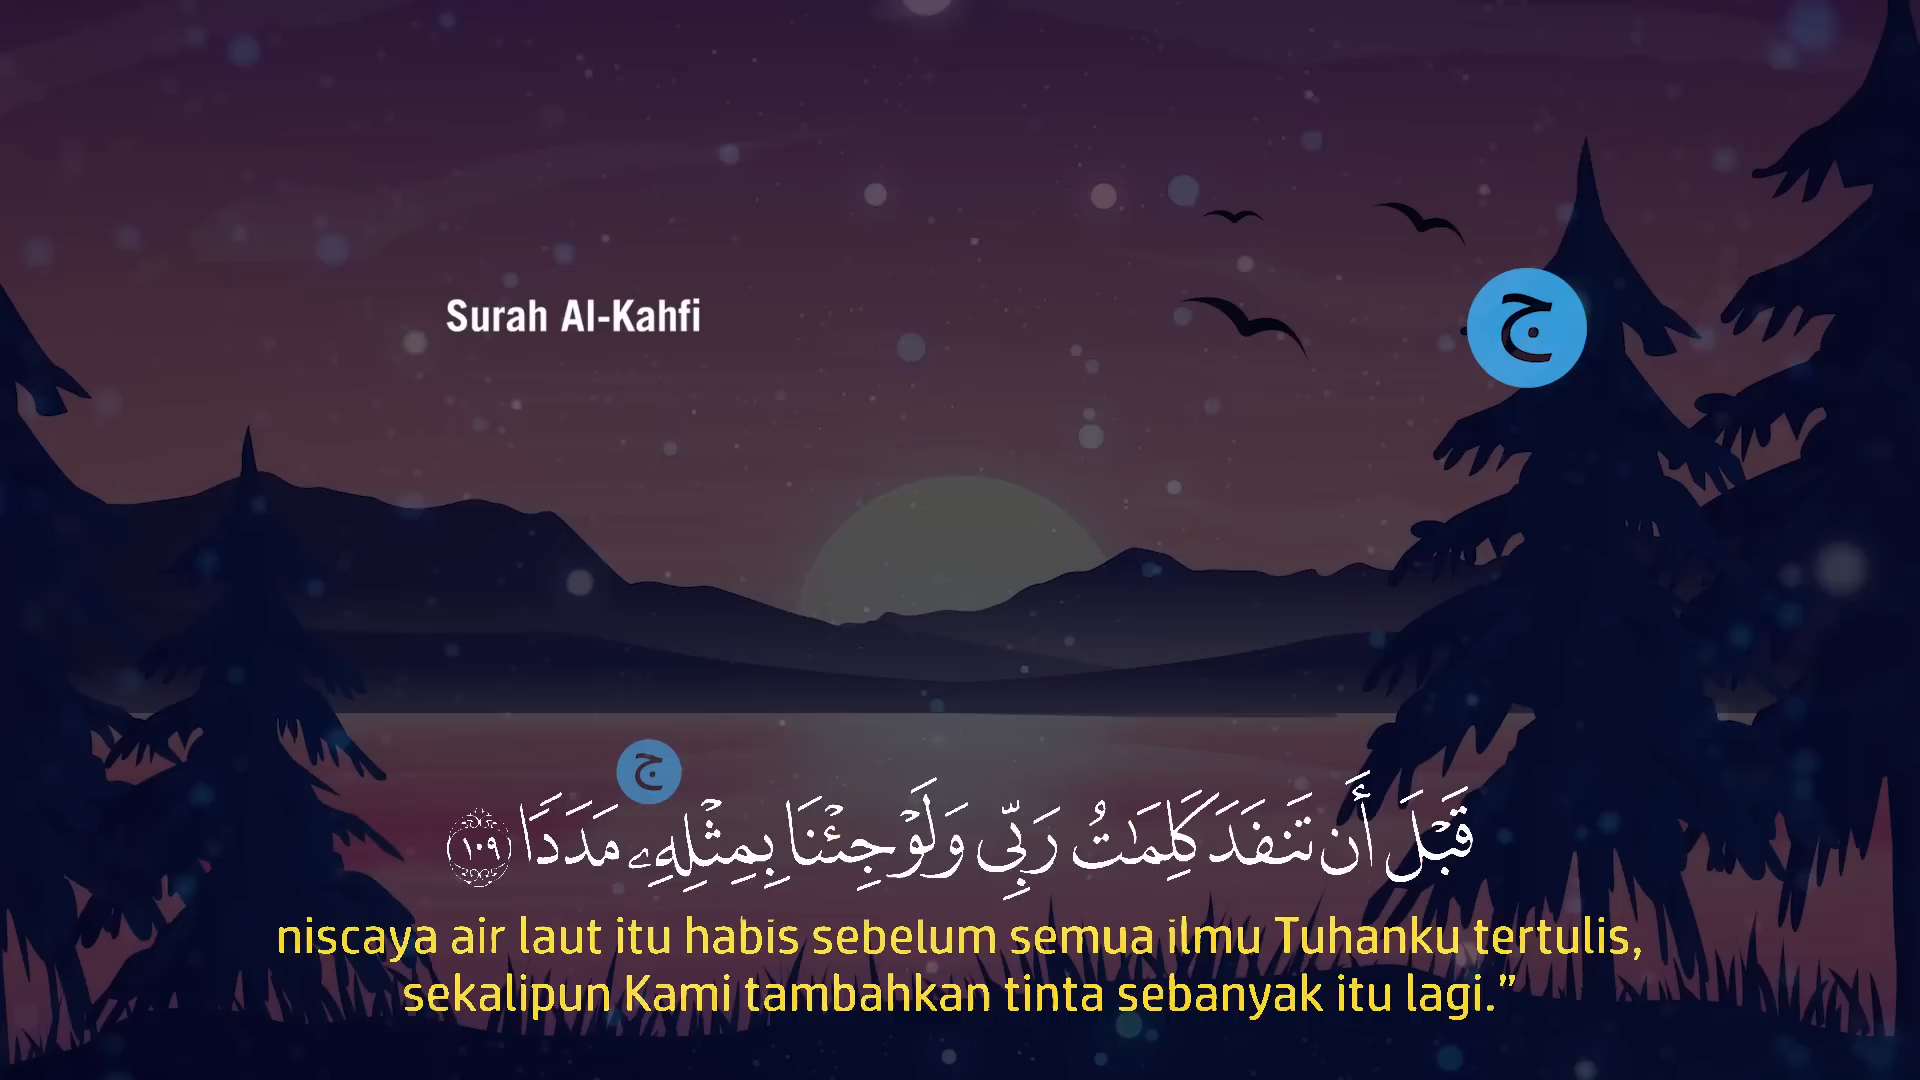 Surah Al-Kahfi
ج
ج
قَبْلَ أَن تَنفَدَ كَلِمَٰتُ رَبِّي وَلَوْ جِئْنَا بِمِثْلِهِۦ مَدَدًا ١٠٩
niscaya air laut itu habis sebelum semua ilmu Tuhanku tertulis,
sekalipun Kami tambahkan tinta sebanyak itu lagi.”